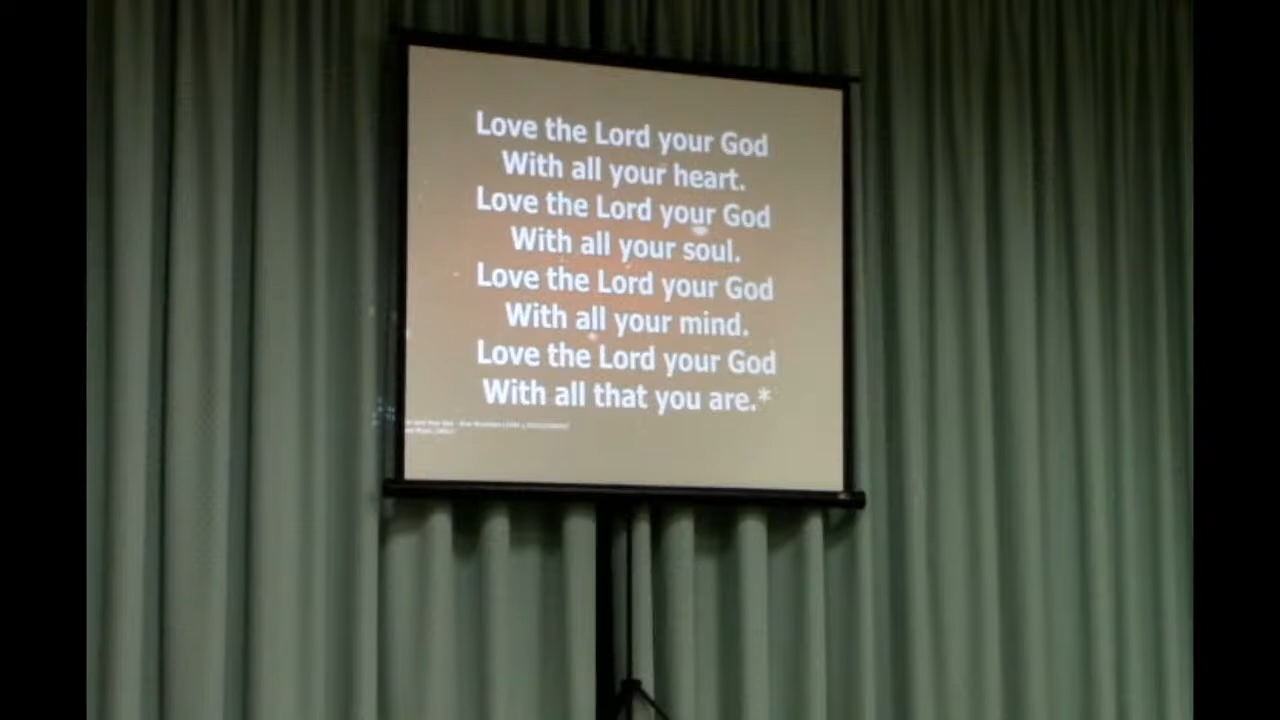 Love the Lord your God
With all your heart.
Love the Lord your God
With all your soul.
Love the Lord your God
With all your mind.
Love the Lord your God
With all that you are.*